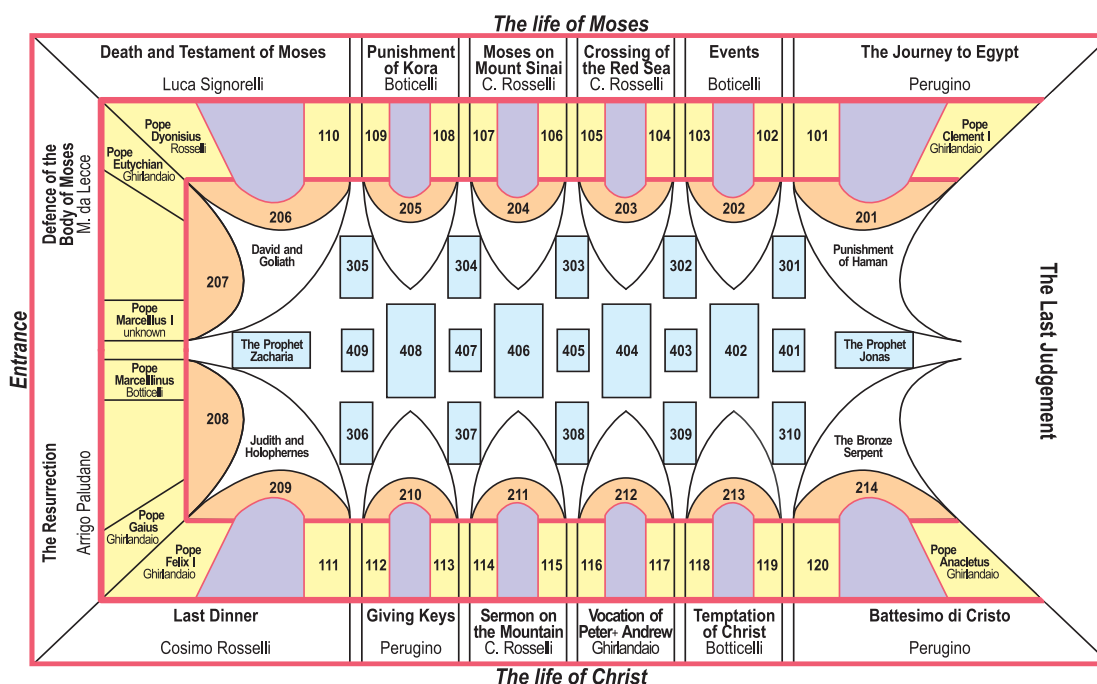 The life of Moses
Death and Testament of Moses
Luca Signorelli
Punishment
of Kora
Boticelli
Moses on
Mount Sinai
C. Rosselli
Crossing of
the Red Sea
C. Rosselli
Events
Boticelli
The Journey to Egypt
Perugino
Pope
Dyonisius
Rosselli
110
109
108
107
106
105
104
103
102
101
Pope
Clement I
Ghirlandaio
Pope
Eutychian
Ghirlandaio
Defence of the
Body of Moses
M. da Lecce
206
205
204
203
202
201
David and
Goliath
Punishment
of Haman
305
304
303
302
301
207
Pope
Marcelllus I
unknown
The Prophet
Zacharia
409
408
407
406
405
404
403
402
401
The Prophet
Jonas
The Last Judgement
Entrance
Pope
Marcellinus
Botticelli
208
306
307
308
309
310
Judith and
Holophernes
The Bronze
Serpent
209
210
211
212
213
214
The Resurrection
Arrigo Paludano
Pope
Gaius
Ghirlandaio
Pope
Felix I
Ghirlandaio
111
112
113
114
115
116
117
118
119
120
Pope
Anacletus
Ghirlandaio
Last Dinner
Cosimo Rosselli
Giving Keys
Perugino
Sermon on
the Mountain
C. Rosselli
Vocation of
Peter+ Andrew
Ghirlandaio
Temptation
of Christ
Botticelli
Battesimo di Cristo
Perugino
The life of Christ